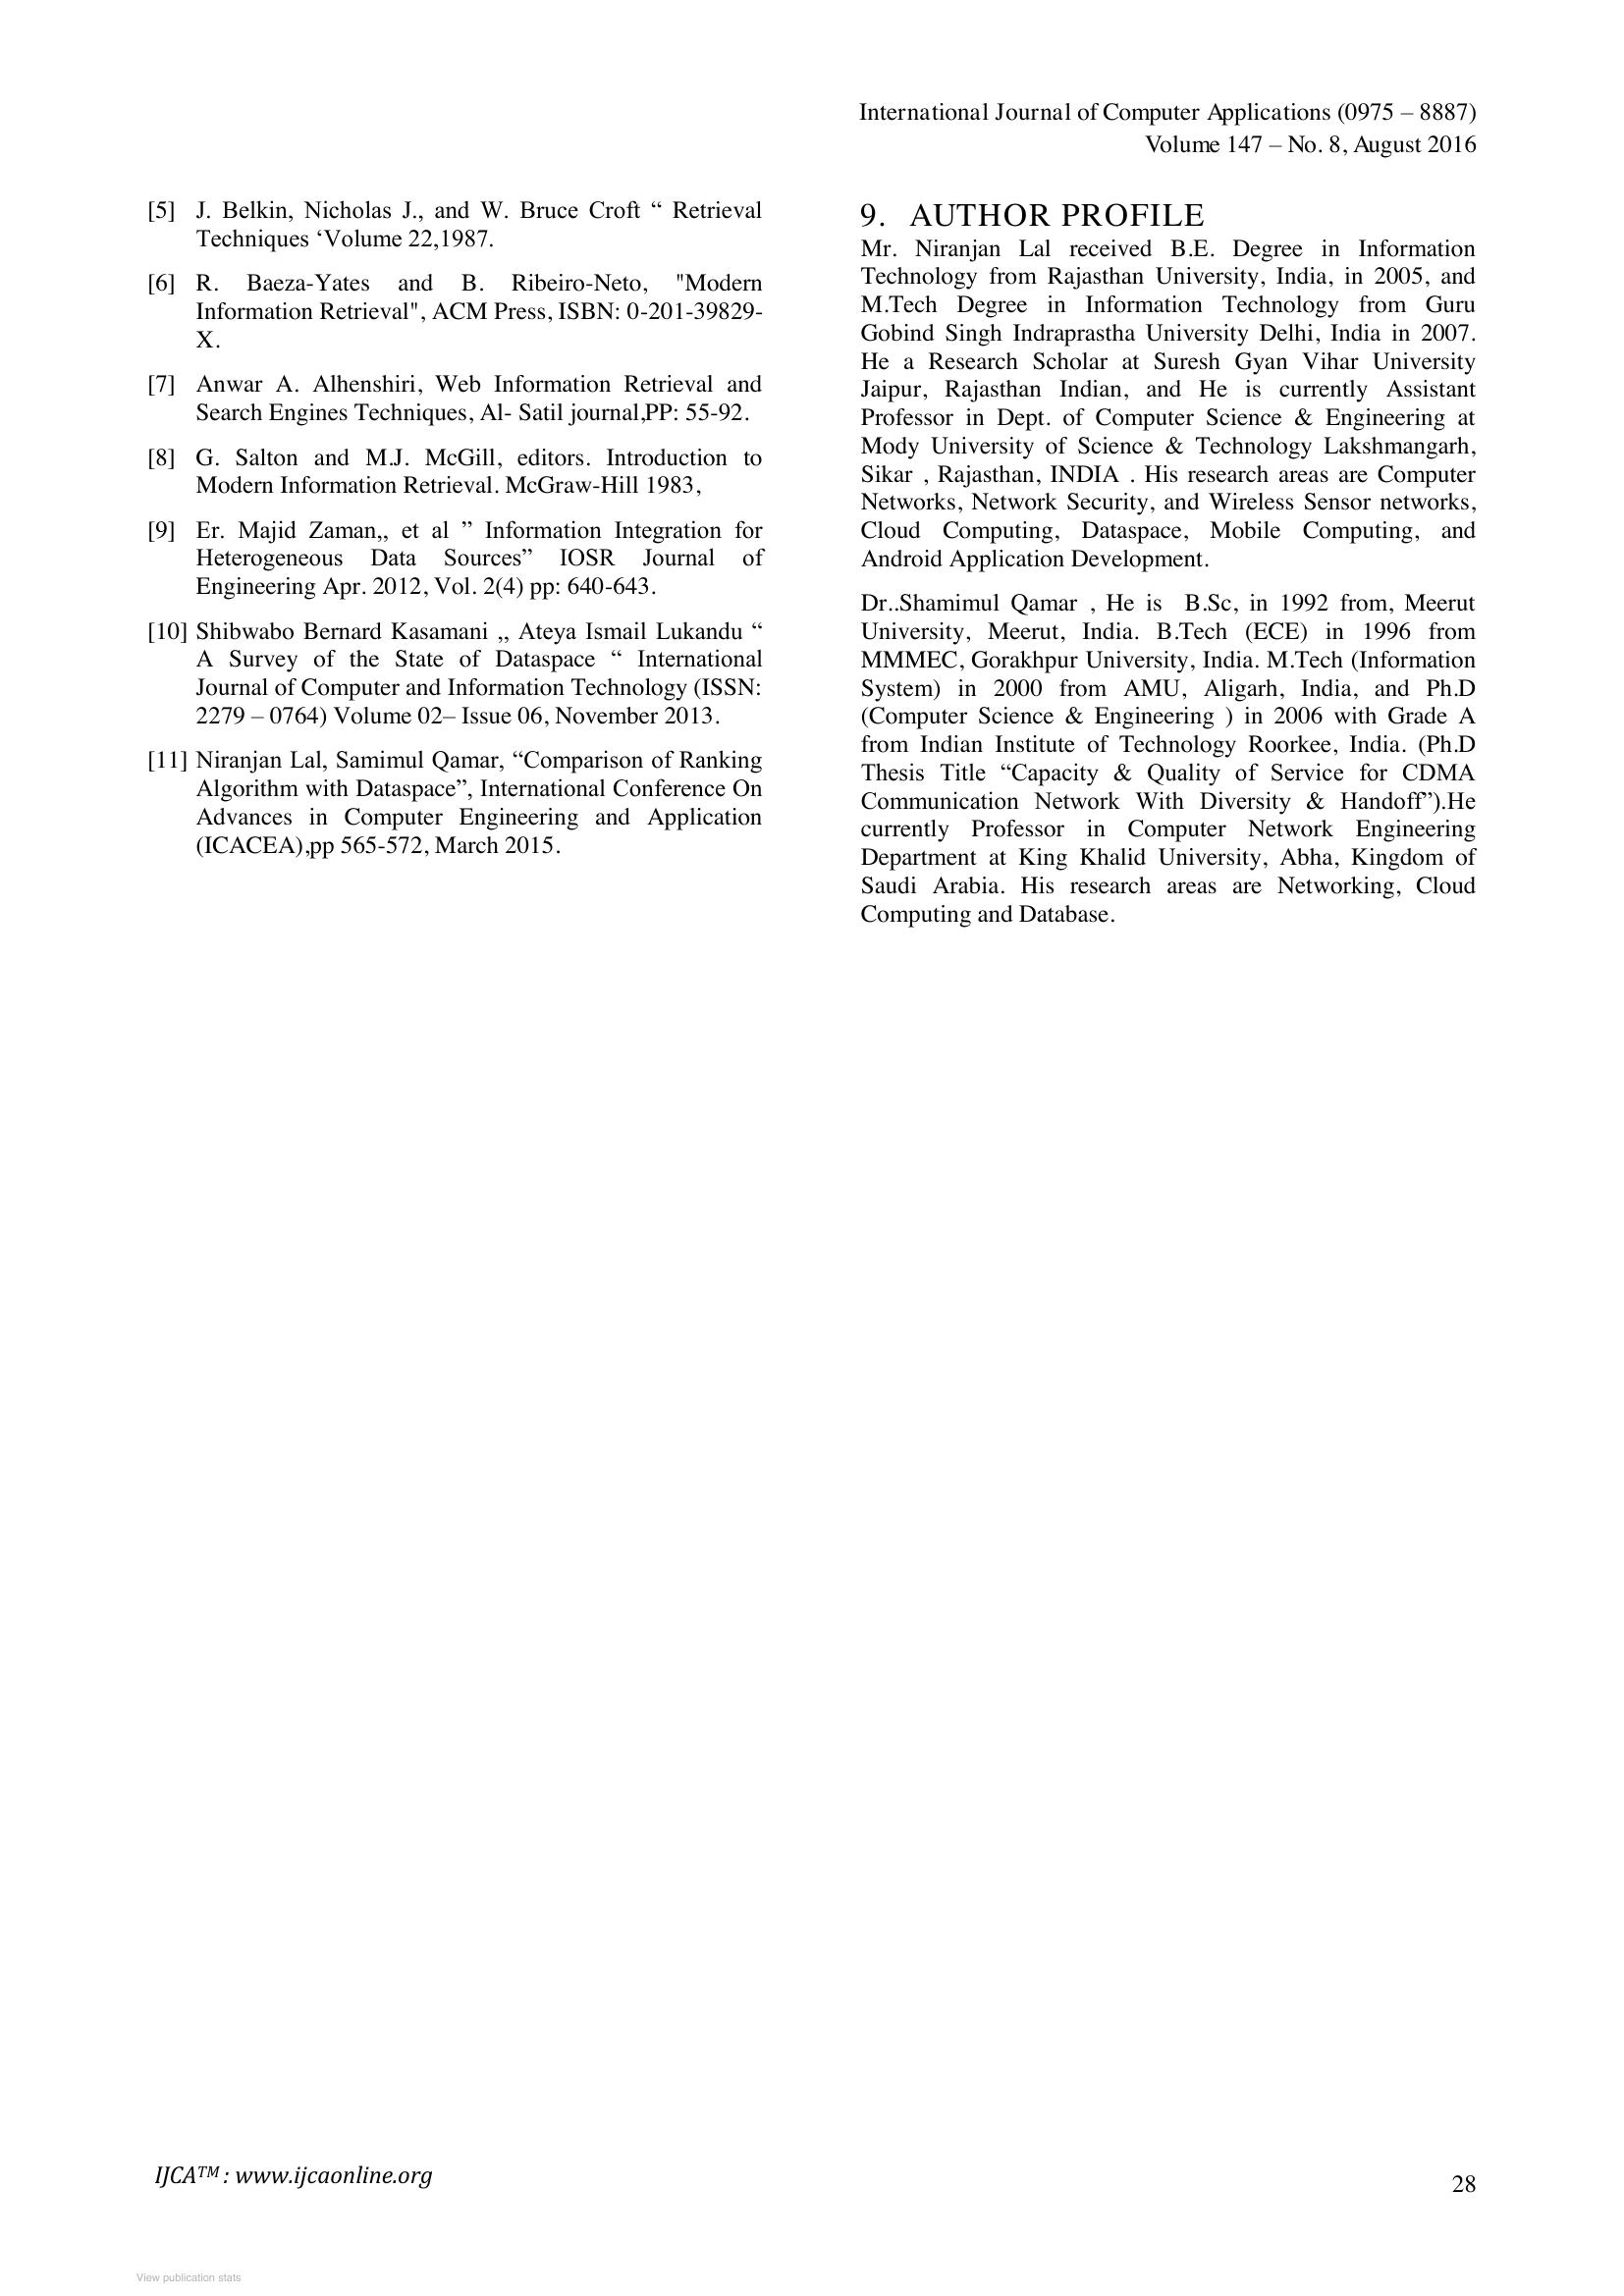 International Journal of Computer Applications (0975 – 8887)
Volume 147 – No. 8, August 2016
[5] J. Belkin, Nicholas J., and W. Bruce Croft “ Retrieval
Techniques ‘Volume 22,1987.
[6] R. Baeza-Yates and B. Ribeiro-Neto, "Modern
Information Retrieval", ACM Press, ISBN: 0-201-39829-
X.
[7] Anwar A. Alhenshiri, Web Information Retrieval and
Search Engines Techniques, Al- Satil journal,PP: 55-92.
[8] G. Salton and M.J. McGill, editors. Introduction to
Modern Information Retrieval. McGraw-Hill 1983,
[9] Er. Majid Zaman,, et al ” Information Integration for
Heterogeneous Data Sources” IOSR Journal of
Engineering Apr. 2012, Vol. 2(4) pp: 640-643.
[10] Shibwabo Bernard Kasamani ,, Ateya Ismail Lukandu “
A Survey of the State of Dataspace “ International
Journal of Computer and Information Technology (ISSN:
2279 – 0764) Volume 02– Issue 06, November 2013.
[11] Niranjan Lal, Samimul Qamar, “Comparison of Ranking
Algorithm with Dataspace”, International Conference On
Advances in Computer Engineering and Application
(ICACEA),pp 565-572, March 2015.
9. AUTHOR PROFILE
Mr. Niranjan Lal received B.E. Degree in Information
Technology from Rajasthan University, India, in 2005, and
M.Tech Degree in Information Technology from Guru
Gobind Singh Indraprastha University Delhi, India in 2007.
He a Research Scholar at Suresh Gyan Vihar University
Jaipur, Rajasthan Indian, and He is currently Assistant
Professor in Dept. of Computer Science & Engineering at
Mody University of Science & Technology Lakshmangarh,
Sikar , Rajasthan, INDIA . His research areas are Computer
Networks, Network Security, and Wireless Sensor networks,
Cloud Computing, Dataspace, Mobile Computing, and
Android Application Development.
Dr..Shamimul Qamar , He is B.Sc, in 1992 from, Meerut
University, Meerut, India. B.Tech (ECE) in 1996 from
MMMEC, Gorakhpur University, India. M.Tech (Information
System) in 2000 from AMU, Aligarh, India, and Ph.D
(Computer Science & Engineering ) in 2006 with Grade A
from Indian Institute of Technology Roorkee, India. (Ph.D
Thesis Title “Capacity & Quality of Service for CDMA
Communication Network With Diversity & Handoff”).He
currently Professor in Computer Network Engineering
Department at King Khalid University, Abha, Kingdom of
Saudi Arabia. His research areas are Networking, Cloud
Computing and Database.
IJCA™ : www.ijcaonline.org
28
View publication stats